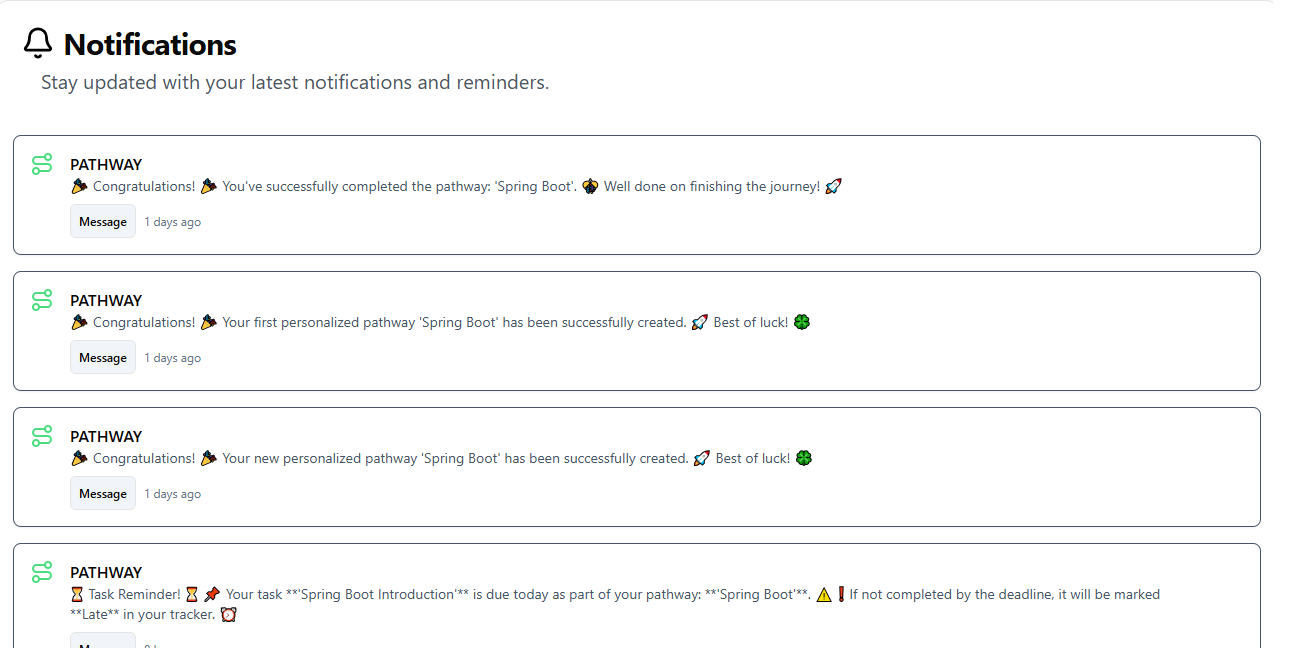 Notifications
Stay updated with your latest notifications and reminders.
PATHWAY
🎉 Congratulations! 🎉 You've successfully completed the pathway: 'Spring Boot'. 🐝 Well done on finishing the journey! 🚀
Message 1 days ago
PATHWAY
🎉 Congratulations! 🎉 Your first personalized pathway 'Spring Boot' has been successfully created. 🚀 Best of luck! 🍀
Message 1 days ago
PATHWAY
🎉 Congratulations! 🎉 Your new personalized pathway 'Spring Boot' has been successfully created. 🚀 Best of luck! 🍀
Message 1 days ago
PATHWAY
⏳ Task Reminder! ⏳ 📌 Your task **'Spring Boot Introduction'** is due today as part of your pathway: **'Spring Boot'**. ⚠️ ❗ If not completed by the deadline, it will be marked
**Late** in your tracker. ⏰